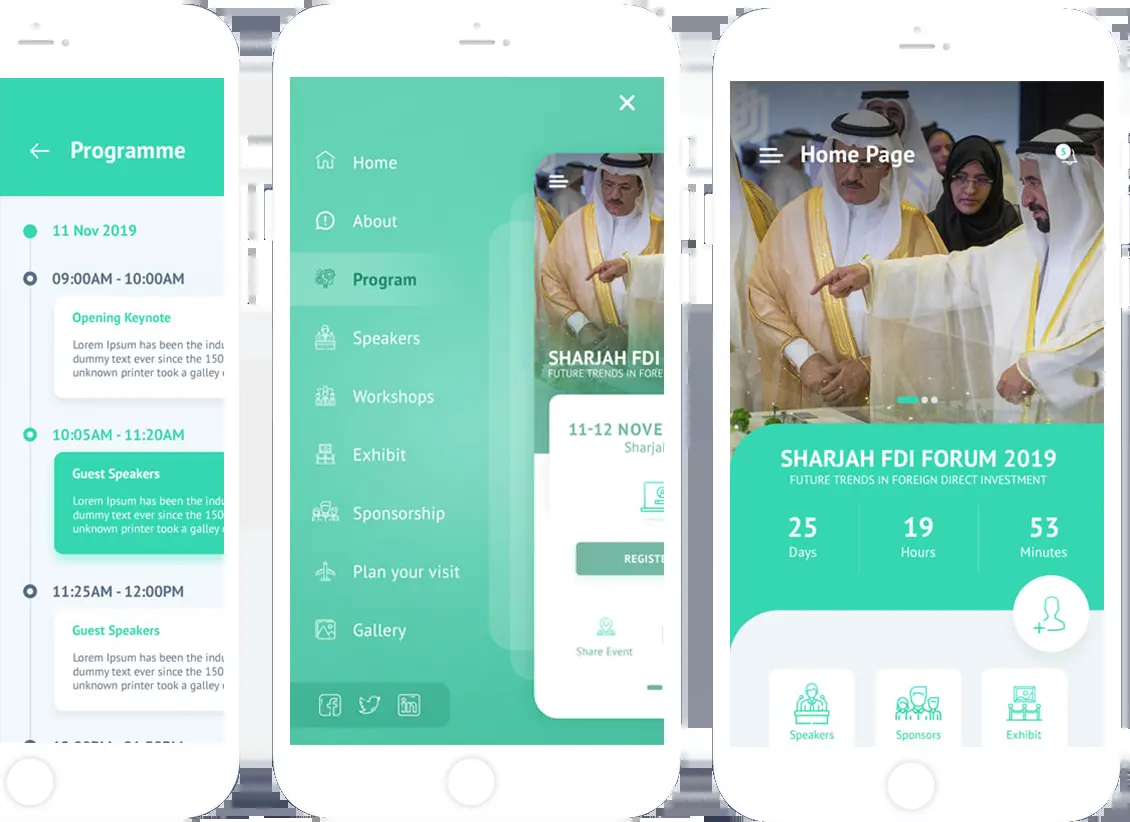 Programme
11 Nov 2019
09:00AM - 10:00AM
Opening Keynote
Lorem Ipsum has been the indu
dummy text ever since the 150
unknown printer took a galley
10:05AM - 11:20AM
Guest Speakers
Lorem Ipsum has been the indu
dummy text ever since the 150
unknown printer took a galley
11:25AM - 12:00PM
Guest Speakers
Lorem Ipsum has been the indu
dummy text ever since the 150
unknown printer took a galley
Home
About
Program
Speakers
Workshops
Exhibit
Sponsorship
Plan your visit
Gallery
SHARJAH FDI
FUTURE TRENDS IN FORE
11-12 NOVE
Sharja
REGISTE
Share Event
Home Page
5
SHARJAH FDI FORUM 2019
FUTURE TRENDS IN FOREIGN DIRECT INVESTMENT
25
Days
19
Hours
53
Minutes
Speakers
Sponsors
Exhibit